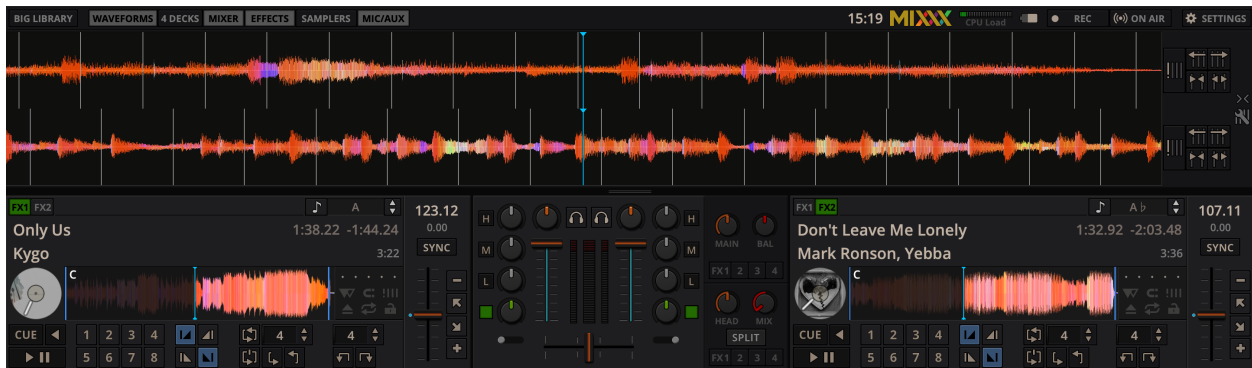 BIG LIBRARY WAVEFORMS 4 DECKS MIXER EFFECTS SAMPLERS MIC/AUX 15:19 MIXXX CPU Load REC ON AIR SETTINGS
FX1 FX2 A 123.12
Only Us 1:38.22 -1:44.24 0.00
Kygo 3:22 SYNC
C
CUE 1 2 3 4 4 4
5 6 7 8
H H
M M
L L
MAIN BAL
FX1 2 3 4
HEAD MIX
SPLIT
FX1 2 3 4
FX1 FX2 A♭ 107.11
Don't Leave Me Lonely 1:32.92 -2:03.48 0.00
Mark Ronson, Yebba 3:36 SYNC
C
CUE 1 2 3 4 4 4
5 6 7 8